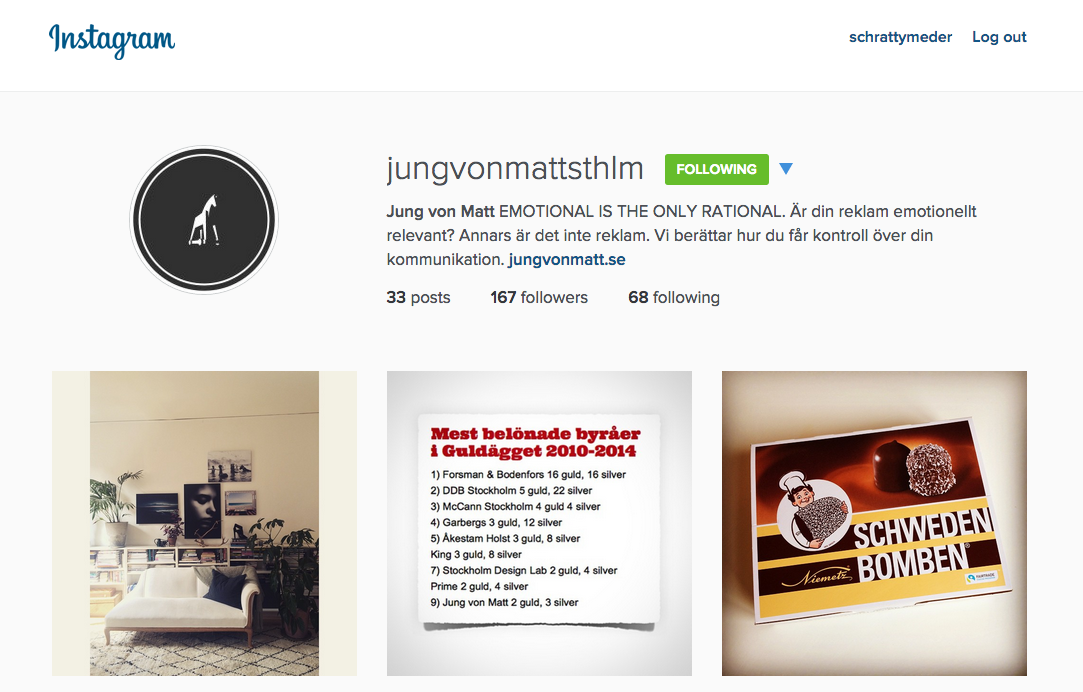 Instagram
schrattymeder Log out
jungvonmattsthlm FOLLOWING
Jung von Matt EMOTIONAL IS THE ONLY RATIONAL. Är din reklam emotionellt
relevant? Annars är det inte reklam. Vi berättar hur du får kontroll över din
kommunikation. jungvonmatt.se
33 posts 167 followers 68 following
Mest belönade byråer
i Guldägget 2010-2014
1) Forsman & Bodenfors 16 guld, 16 silver
2) DDB Stockholm 5 guld, 22 silver
3) McCann Stockholm 4 guld 4 silver
4) Garbergs 3 guld, 12 silver
5) Åkestam Holst 3 guld, 8 silver
King 3 guld, 8 silver
7) Stockholm Design Lab 2 guld, 4 silver
Prime 2 guld, 4 silver
9) Jung von Matt 2 guld, 3 silver
SCHWEDEN
BOMBEN®
Niemetz
FAIRTRADE